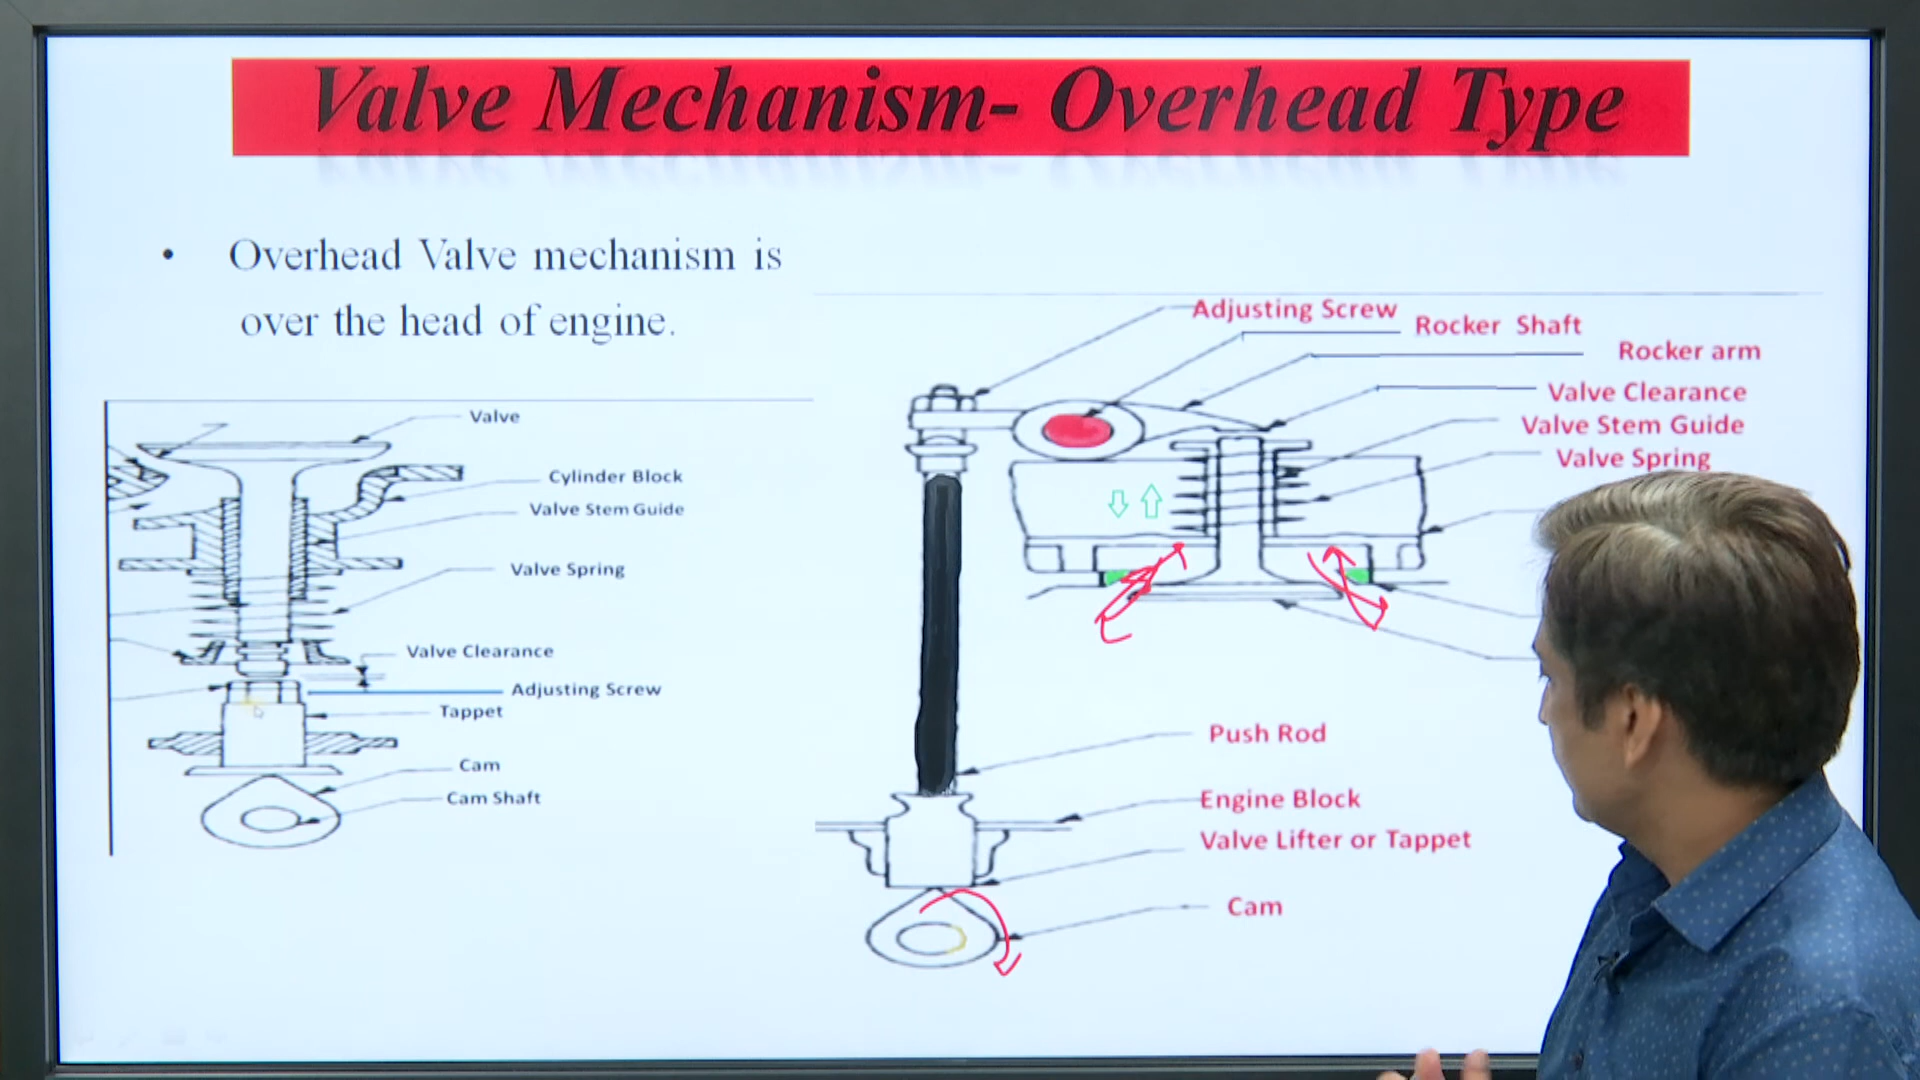 Valve Mechanism- Overhead Type
• Overhead Valve mechanism is
over the head of engine.
Valve
Cylinder Block
Valve Stem Guide
Valve Spring
Valve Clearance
Adjusting Screw
Tappet
Cam
Cam Shaft
Adjusting Screw
Rocker Shaft
Rocker arm
Valve Clearance
Valve Stem Guide
Valve Spring
Push Rod
Engine Block
Valve Lifter or Tappet
Cam